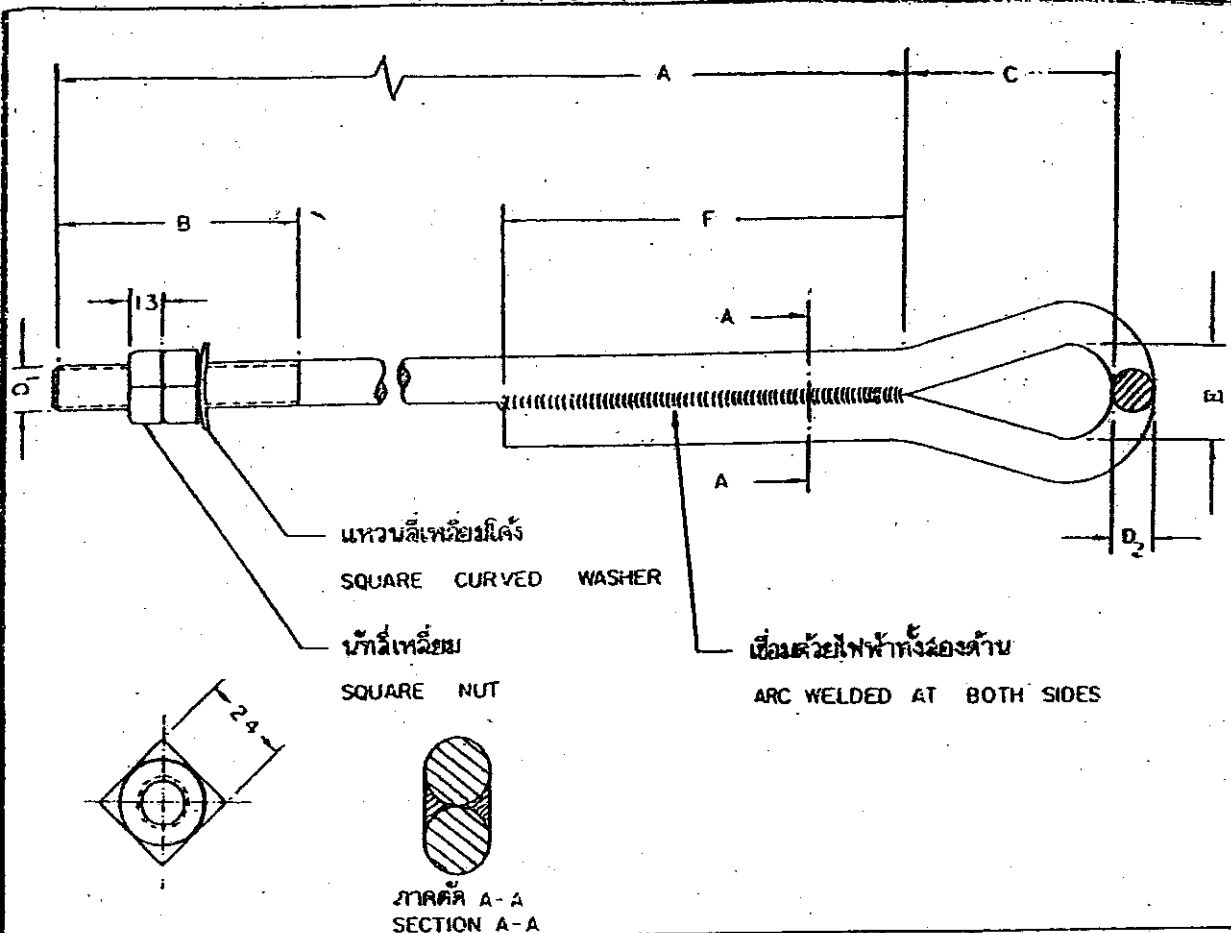 A
C
B
F
13
A
D1
E
A
D2
แหวนสี่เหลี่ยมโค้ง
SQUARE CURVED WASHER
นัทสี่เหลี่ยม
SQUARE NUT
เชื่อมด้วยไฟฟ้าทั้งสองด้าน
ARC WELDED AT BOTH SIDES
24
ภาคตัด A-A
SECTION A-A